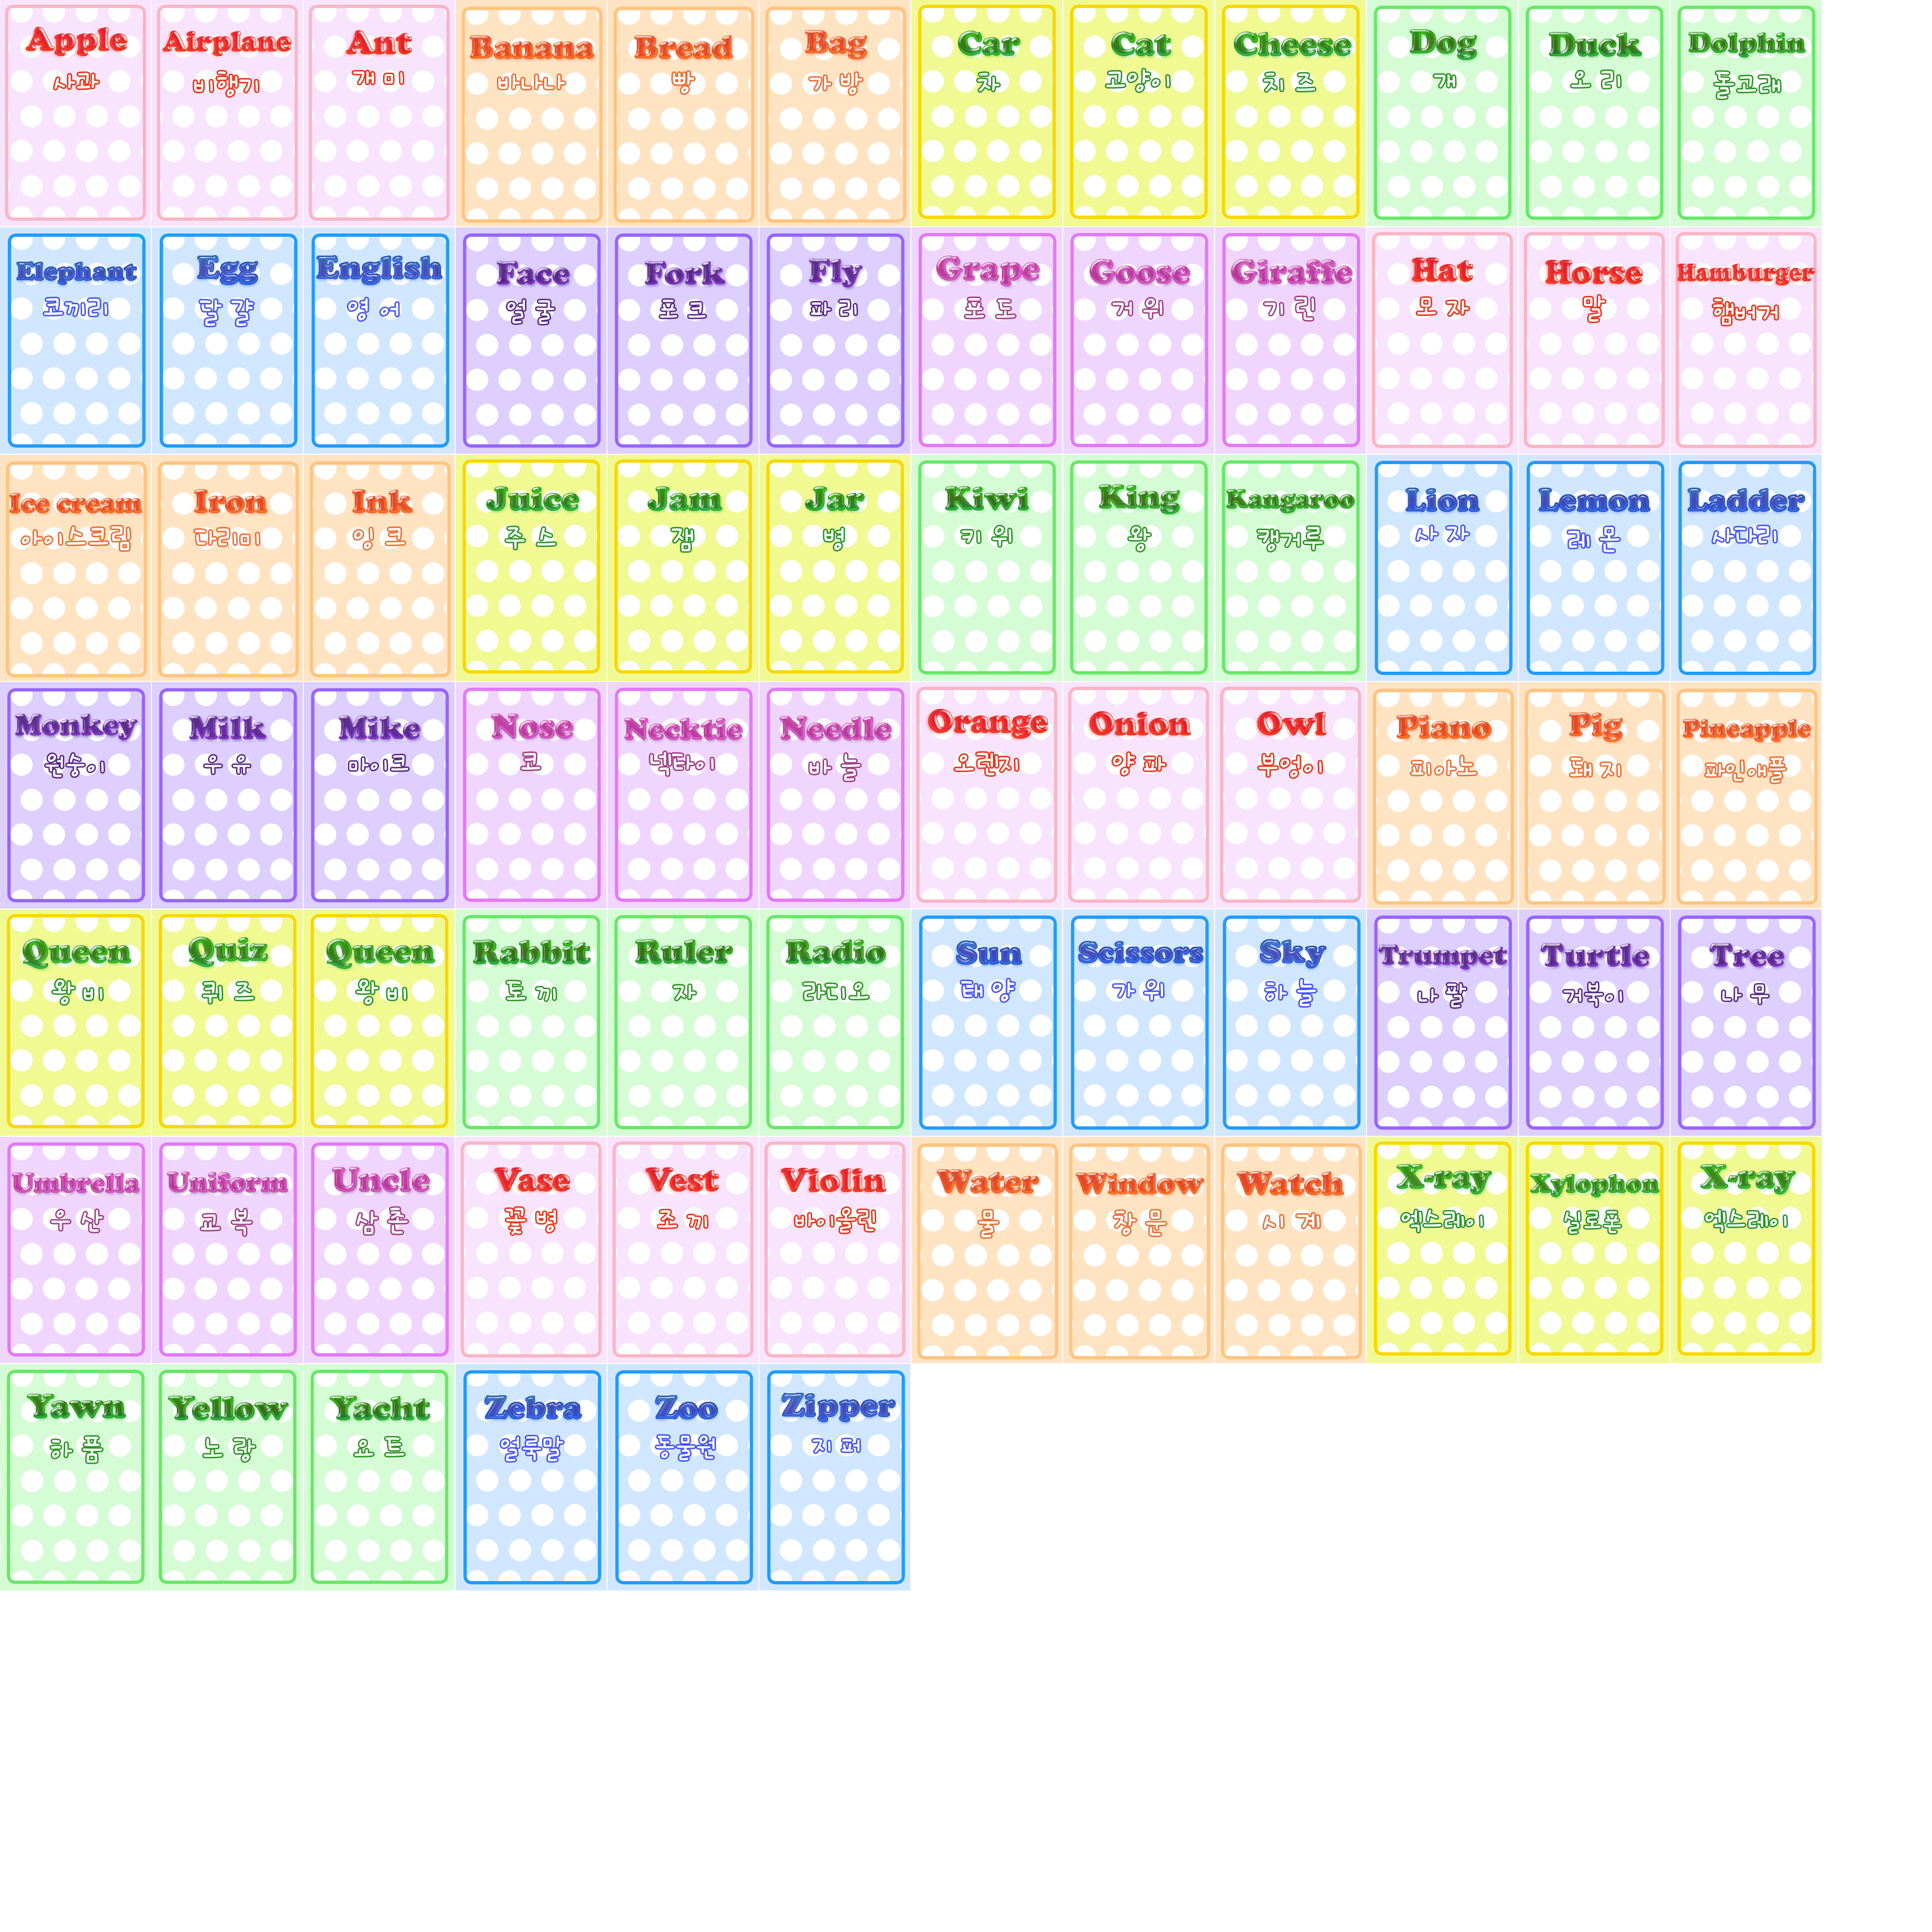 Apple
사과
Airplane
비행기
Ant
개미
Banana
바나나
Bread
빵
Bag
가방
Car
차
Cat
고양이
Cheese
치즈
Dog
개
Duck
오리
Dolphin
돌고래
Elephant
코끼리
Egg
달걀
English
영어
Face
얼굴
Fork
포크
Fly
파리
Grape
포도
Goose
거위
Giraffe
기린
Hat
모자
Horse
말
Hamburger
햄버거
Ice cream
아이스크림
Iron
다리미
Ink
잉크
Juice
주스
Jam
잼
Jar
병
Kiwi
키위
King
왕
Kangaroo
캥거루
Lion
사자
Lemon
레몬
Ladder
사다리
Monkey
원숭이
Milk
우유
Mike
마이크
Nose
코
Necktie
넥타이
Needle
바늘
Orange
오렌지
Onion
양파
Owl
부엉이
Piano
피아노
Pig
돼지
Pineapple
파인애플
Queen
왕비
Quiz
퀴즈
Queen
왕비
Rabbit
토끼
Ruler
자
Radio
라디오
Sun
태양
Scissors
가위
Sky
하늘
Trumpet
나팔
Turtle
거북이
Tree
나무
Umbrella
우산
Uniform
교복
Uncle
삼촌
Vase
꽃병
Vest
조끼
Violin
바이올린
Water
물
Window
창문
Watch
시계
X-ray
엑스레이
Xylophon
실로폰
X-ray
엑스레이
Yawn
하품
Yellow
노랑
Yacht
요트
Zebra
얼룩말
Zoo
동물원
Zipper
지퍼